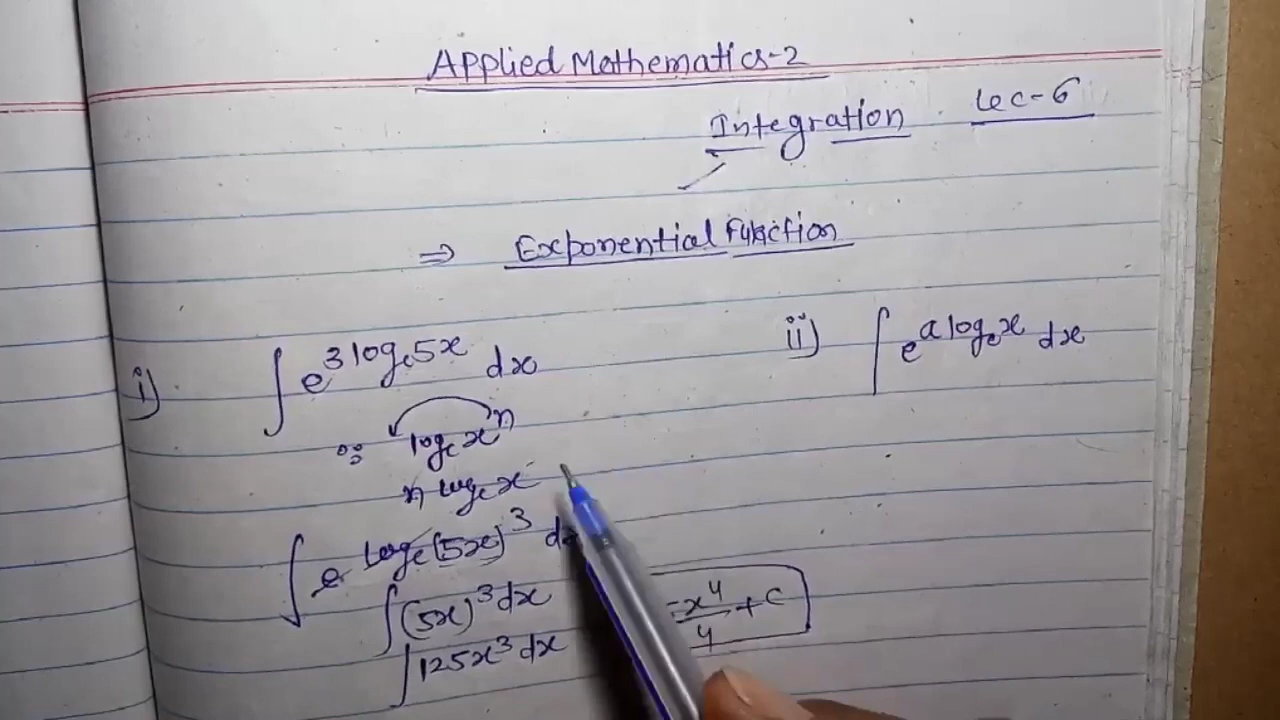 Applied Mathematics-2
Integration Lec-6
⇒ Exponential Function
i) ∫ e^{3 log_e 5x} dx
ii) ∫ e^{a log_e x} dx
∵ log_e x^n
n log_e x
∫ e^{log_e (5x)^3} dx
∫ (5x)^3 dx
∫ 125x^3 dx
= x^4/4 + c